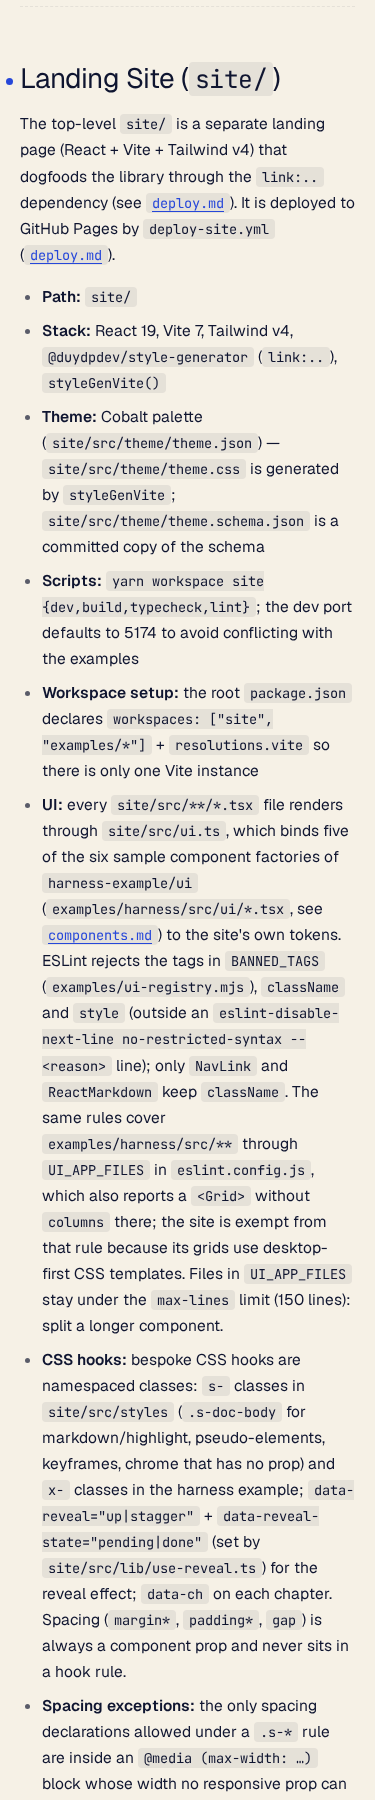 Landing Site (site/)
The top-level site/ is a separate landing
page (React + Vite + Tailwind v4) that
dogfoods the library through the link:..
dependency (see deploy.md). It is deployed to
GitHub Pages by deploy-site.yml
(deploy.md).
• Path: site/
• Stack: React 19, Vite 7, Tailwind v4,
@duydpdev/style-generator (link:..),
styleGenVite()
• Theme: Cobalt palette
(site/src/theme/theme.json) —
site/src/theme/theme.css is generated
by styleGenVite;
site/src/theme/theme.schema.json is a
committed copy of the schema
• Scripts: yarn workspace site
{dev,build,typecheck,lint}; the dev port
defaults to 5174 to avoid conflicting with
the examples
• Workspace setup: the root package.json
declares workspaces: ["site",
"examples/*"] + resolutions.vite so
there is only one Vite instance
• UI: every site/src/**/*.tsx file renders
through site/src/ui.ts, which binds five
of the six sample component factories of
harness-example/ui
(examples/harness/src/ui/*.tsx, see
components.md) to the site's own tokens.
ESLint rejects the tags in BANNED_TAGS
(examples/ui-registry.mjs), className
and style (outside an eslint-disable-
next-line no-restricted-syntax --
<reason> line); only NavLink and
ReactMarkdown keep className. The
same rules cover
examples/harness/src/** through
UI_APP_FILES in eslint.config.js,
which also reports a <Grid> without
columns there; the site is exempt from
that rule because its grids use desktop-
first CSS templates. Files in UI_APP_FILES
stay under the max-lines limit (150 lines):
split a longer component.
• CSS hooks: bespoke CSS hooks are
namespaced classes: s- classes in
site/src/styles (.s-doc-body for
markdown/highlight, pseudo-elements,
keyframes, chrome that has no prop) and
x- classes in the harness example; data-
reveal="up|stagger" + data-reveal-
state="pending|done" (set by
site/src/lib/use-reveal.ts) for the
reveal effect; data-ch on each chapter.
Spacing (margin*, padding*, gap) is
always a component prop and never sits in
a hook rule.
• Spacing exceptions: the only spacing
declarations allowed under a .s-* rule
are inside an @media (max-width: …)
block whose width no responsive prop can